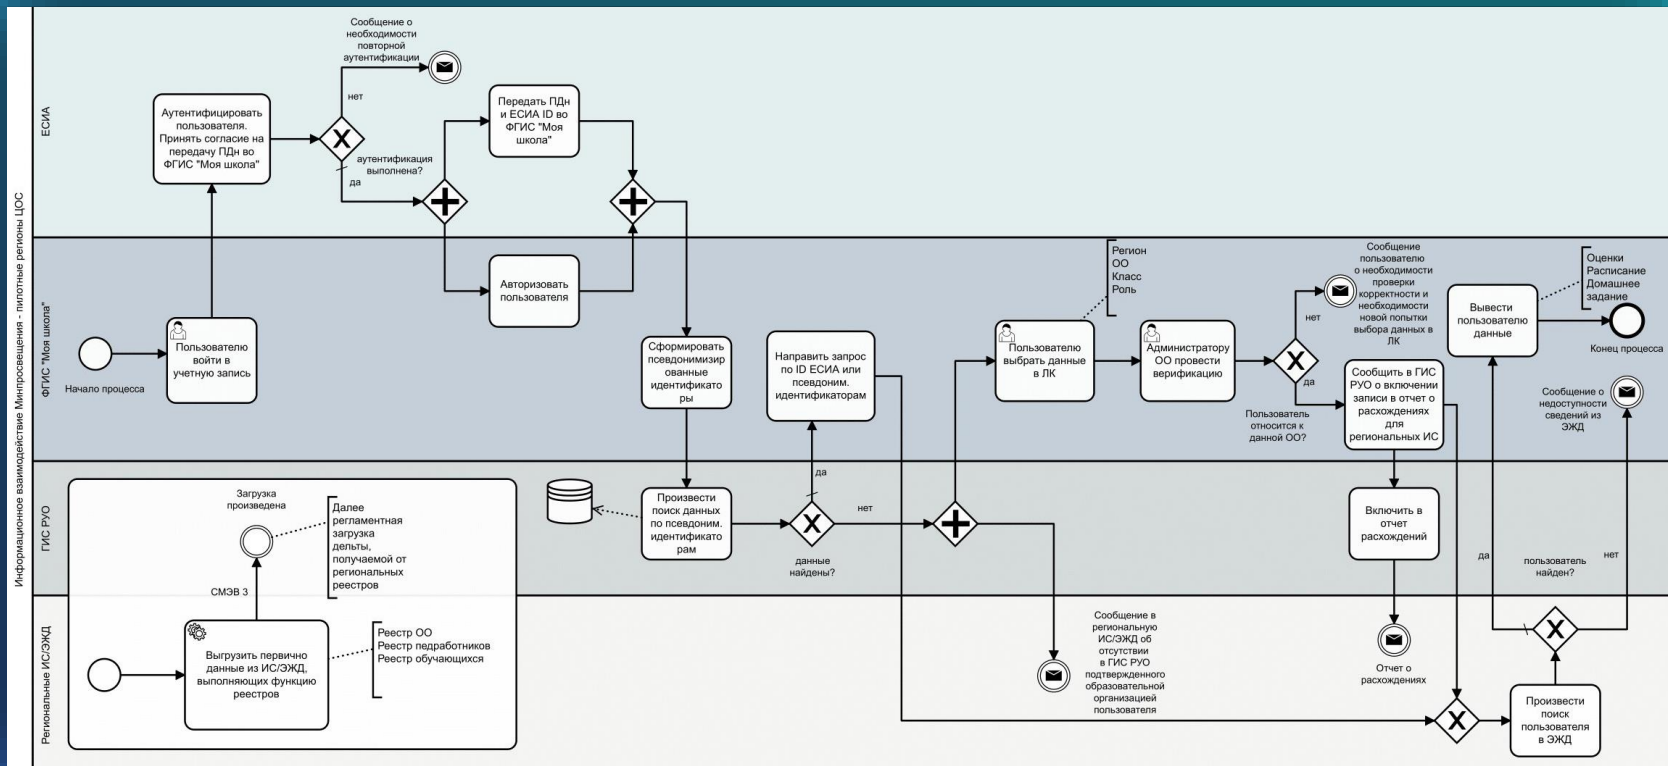 Информационное взаимодействие Минпросвещения - пилотные регионы ЦОС
ЕСИА
Сообщение о
необходимости
повторной
аутентификации
нет
Аутентифицировать
пользователя.
Принять согласие на
передачу ПДн во
ФГИС "Моя школа"
X
аутентификация
выполнена?
да
Передать ПДн
и ЕСИА ID во
ФГИС "Моя
школа"
ФГИС "Моя школа"
Начало процесса
Пользователю
войти в
учетную запись
Авторизовать
пользователя
Сформировать
псевдонимизир
ованные
идентификато
ры
Направить запрос
по ID ЕСИА или
псевдоним.
идентификаторам
Регион
ОО
Класс
Роль
Пользователю
выбрать данные
в ЛК
Администратору
ОО провести
верификацию
X
нет
да
Пользователь
относится к
данной ОО?
Сообщение
пользователю
о необходимости
проверки
корректности и
необходимости
новой попытки
выбора данных в
ЛК
Сообщить в ГИС
РУО о включении
записи в отчет о
расхождениях
для
региональных ИС
Вывести
пользователю
данные
Оценки
Расписание
Домашнее
задание
Конец процесса
Сообщение о
недоступности
сведений из
ЭЖД
ГИС РУО
Загрузка
произведена
Далее
регламентная
загрузка
дельты,
получаемой от
региональных
реестров
СМЭВ 3
Произвести
поиск данных
по псевдоним.
идентификато
рам
да
X
нет
данные
найдены?
Включить в
отчет
расхождений
да
пользователь
найден?
нет
Региональные ИС/ЭЖД
Выгрузить первично
данные из ИС/ЭЖД,
выполняющих функцию
реестров
Реестр ОО
Реестр педработников
Реестр обучающихся
Сообщение в
региональную
ИС/ЭЖД об
отсутствии
в ГИС РУО
подтвержденного
образовательной
организацией
пользователя
Отчет о
расхождениях
X
X
Произвести
поиск
пользователя
в ЭЖД